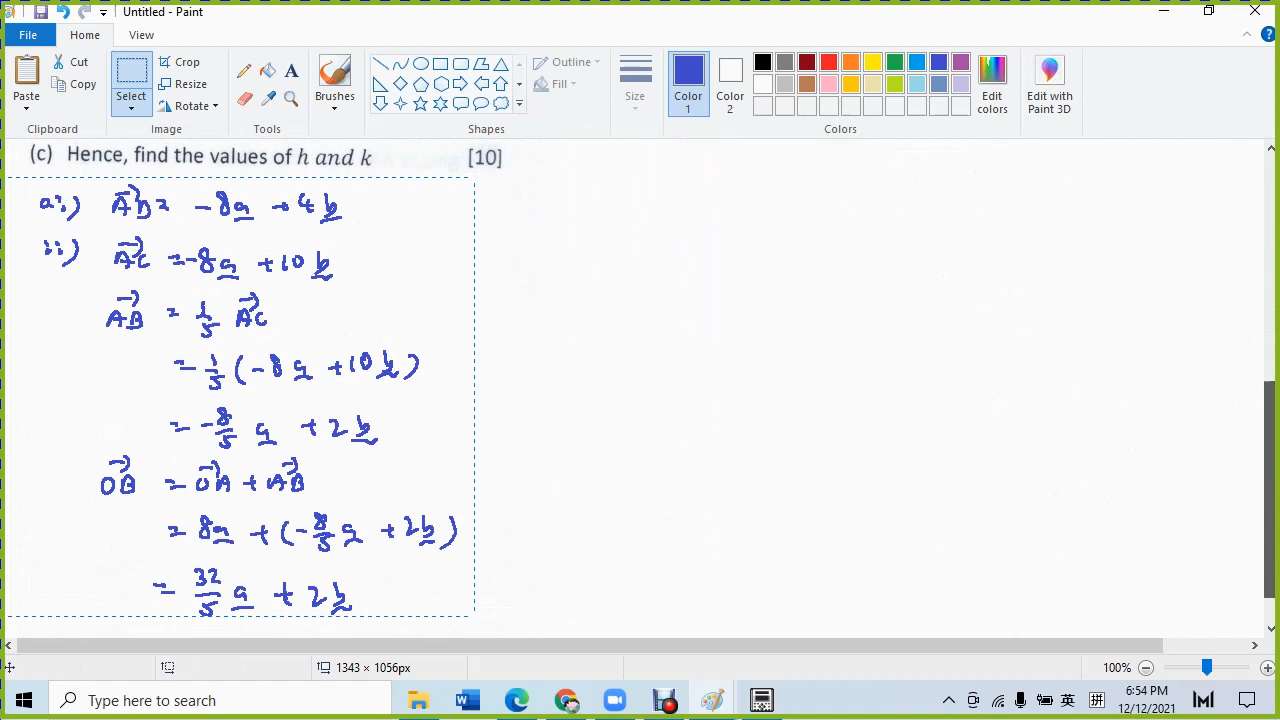 Untitled - Paint
File Home View
Paste Cut Copy
Clipboard
Select Crop Resize Rotate
Image
A
Tools
Brushes
Outline
Fill
Shapes
Size
Color 1
Color 2
Edit colors
Colors
Edit with Paint 3D
(c) Hence, find the values of h and k [10]
ai) AB = -8a + 4b
ii) AC = -8a + 10b
AB = 1/5 AC
= 1/5 (-8a + 10b)
= -8/5 a + 2b
OB = OA + AB
= 8a + (-8/5 a + 2b)
= 32/5 a + 2b
1343 × 1056px
100%
Type here to search
英
拼
6:54 PM
12/12/2021